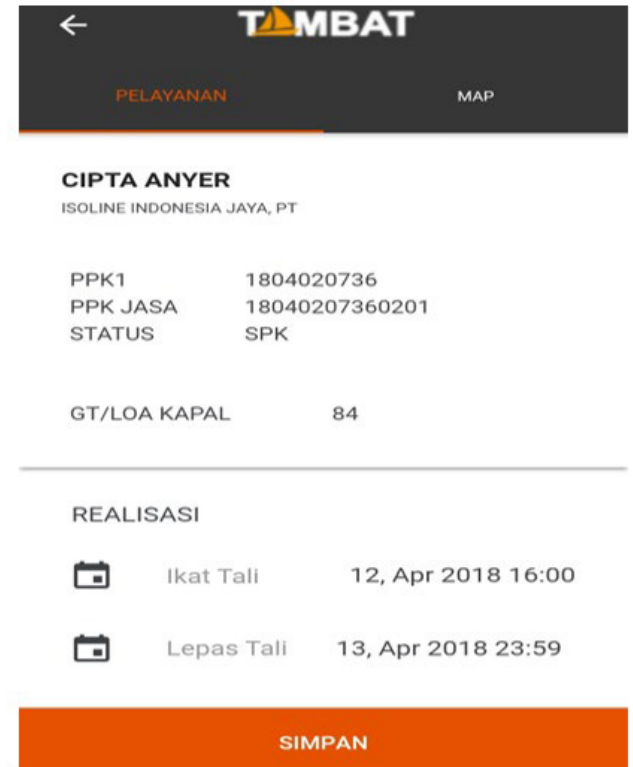 TAMBAT
PELAYANAN MAP
CIPTA ANYER
ISOLINE INDONESIA JAYA, PT
PPK1 1804020736
PPK JASA 18040207360201
STATUS SPK
GT/LOA KAPAL 84
REALISASI
Ikat Tali 12, Apr 2018 16:00
Lepas Tali 13, Apr 2018 23:59
SIMPAN